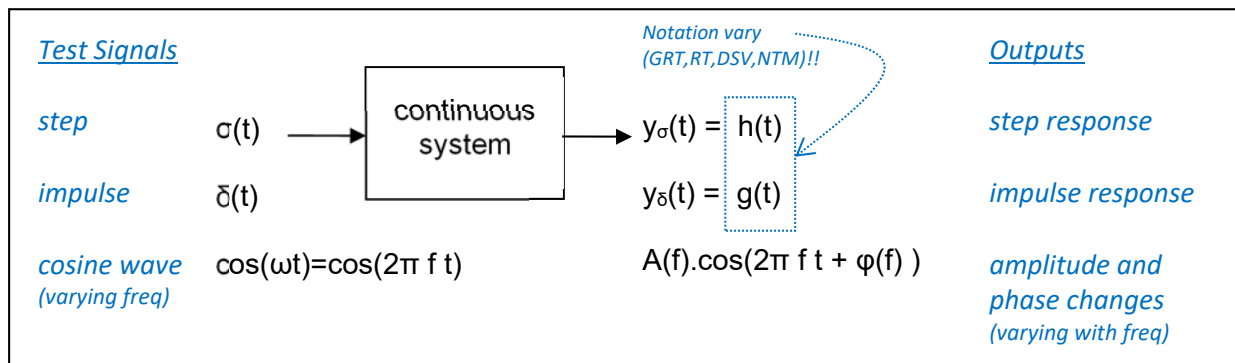 Test Signals
Notation vary
(GRT,RT,DSV,NTM)!!
Outputs
step
σ(t)
continuous
system
yσ(t) = h(t)
step response
impulse
δ(t)
yδ(t) = g(t)
impulse response
cosine wave
(varying freq)
cos(ωt)=cos(2π f t)
A(f).cos(2π f t + φ(f) )
amplitude and
phase changes
(varying with freq)